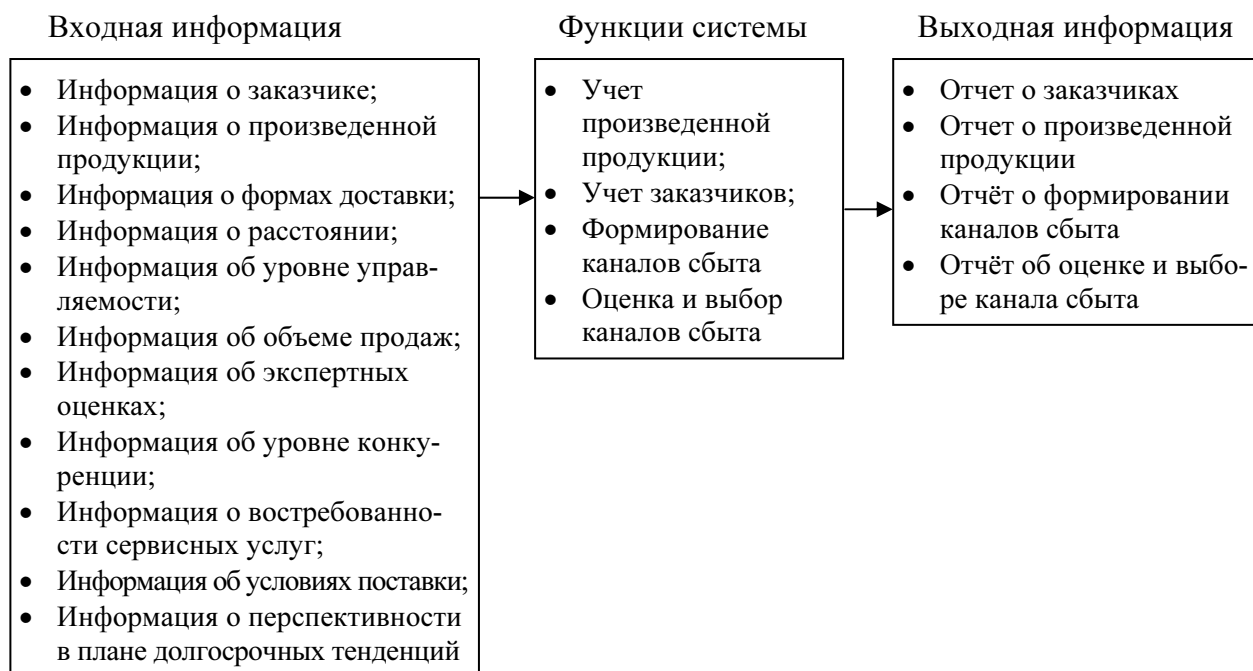 Входная информация
• Информация о заказчике;
• Информация о произведенной
продукции;
• Информация о формах доставки;
• Информация о расстоянии;
• Информация об уровне управ-
ляемости;
• Информация об объеме продаж;
• Информация об экспертных
оценках;
• Информация об уровне конку-
ренции;
• Информация о востребованно-
сти сервисных услуг;
• Информация об условиях поставки;
• Информация о перспективности
в плане долгосрочных тенденций
Функции системы
• Учет
произведенной
продукции;
• Учет заказчиков;
• Формирование
каналов сбыта
• Оценка и выбор
каналов сбыта
Выходная информация
• Отчет о заказчиках
• Отчет о произведенной
продукции
• Отчёт о формировании
каналов сбыта
• Отчёт об оценке и выбо-
ре канала сбыта